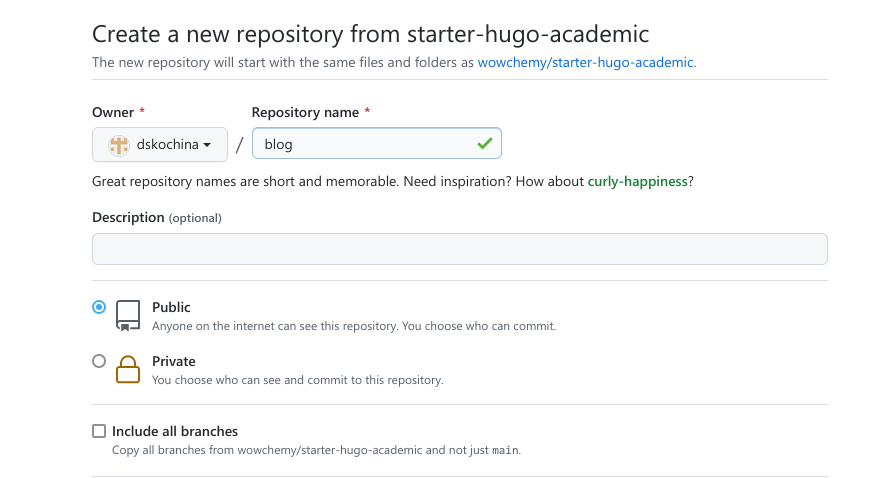 Create a new repository from starter-hugo-academic
The new repository will start with the same files and folders as wowchemy/starter-hugo-academic.
Owner * Repository name *
dskochina / blog
Great repository names are short and memorable. Need inspiration? How about curly-happiness?
Description (optional)
Public
Anyone on the internet can see this repository. You choose who can commit.
Private
You choose who can see and commit to this repository.
Include all branches
Copy all branches from wowchemy/starter-hugo-academic and not just main.